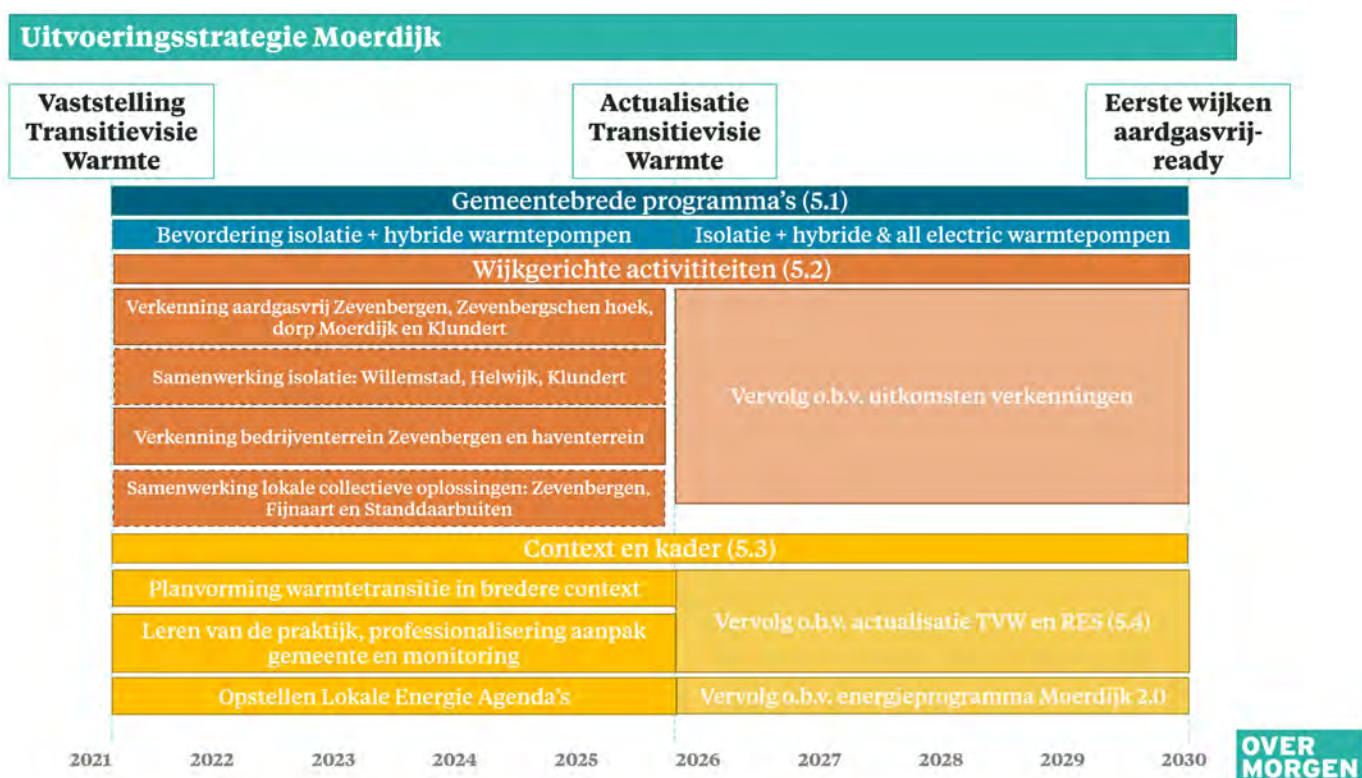 Uitvoeringsstrategie Moerdijk
Vaststelling
Transitievisie
Warmte
Actualisatie
Transitievisie
Warmte
Eerste wijken
aardgasvrij-
ready
Gemeentebrede programma's (5.1)
Bevordering isolatie + hybride warmtepompen
Isolatie + hybride & all electric warmtepompen
Wijkgerichte activititeiten (5.2)
Verkenning aardgasvrij Zevenbergen, Zevenbergschen hoek,
dorp Moerdijk en Klundert
Samenwerking isolatie: Willemstad, Helwijk, Klundert
Verkenning bedrijventerrein Zevenbergen en haventerrein
Samenwerking lokale collectieve oplossingen: Zevenbergen,
Fijnaart en Standdaarbuiten
Vervolg o.b.v. uitkomsten verkenningen
Context en kader (5.3)
Planvorming warmtetransitie in bredere context
Leren van de praktijk, professionalisering aanpak
gemeente en monitoring
Vervolg o.b.v. actualisatie TVW en RES (5.4)
Opstellen Lokale Energie Agenda's
Vervolg o.b.v. energieprogramma Moerdijk 2.0
2021 2022 2023 2024 2025 2026 2027 2028 2029 2030
OVER
MORGEN